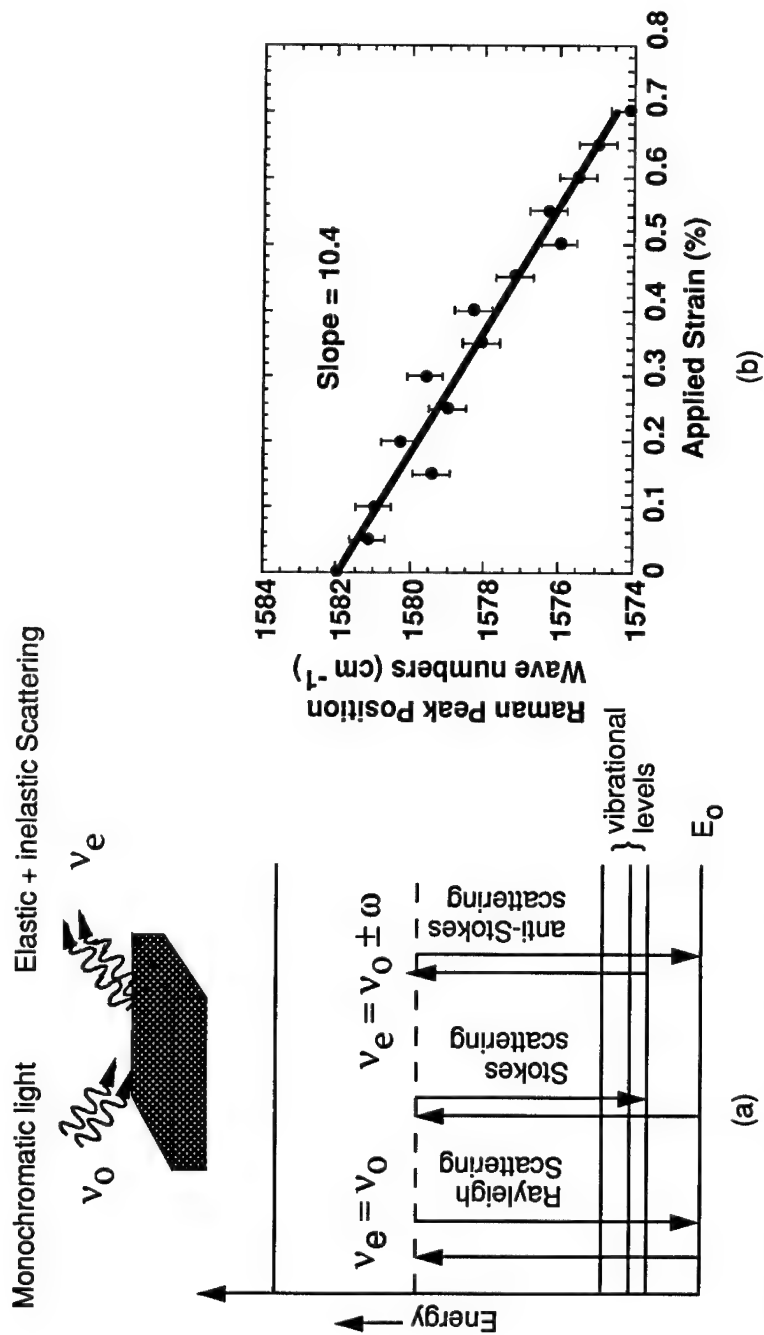 Monochromatic light
Elastic + inelastic Scattering
ν₀
νₑ
Energy
νₑ = ν₀
νₑ = ν₀ ± ω
Rayleigh
Scattering
Stokes
scattering
anti-Stokes
scattering
} vibrational
levels
E₀
(a)
Raman Peak Position
Wave numbers (cm⁻¹)
1584
1582
1580
1578
1576
1574
Slope = 10.4
0 0.1 0.2 0.3 0.4 0.5 0.6 0.7 0.8
Applied Strain (%)
(b)